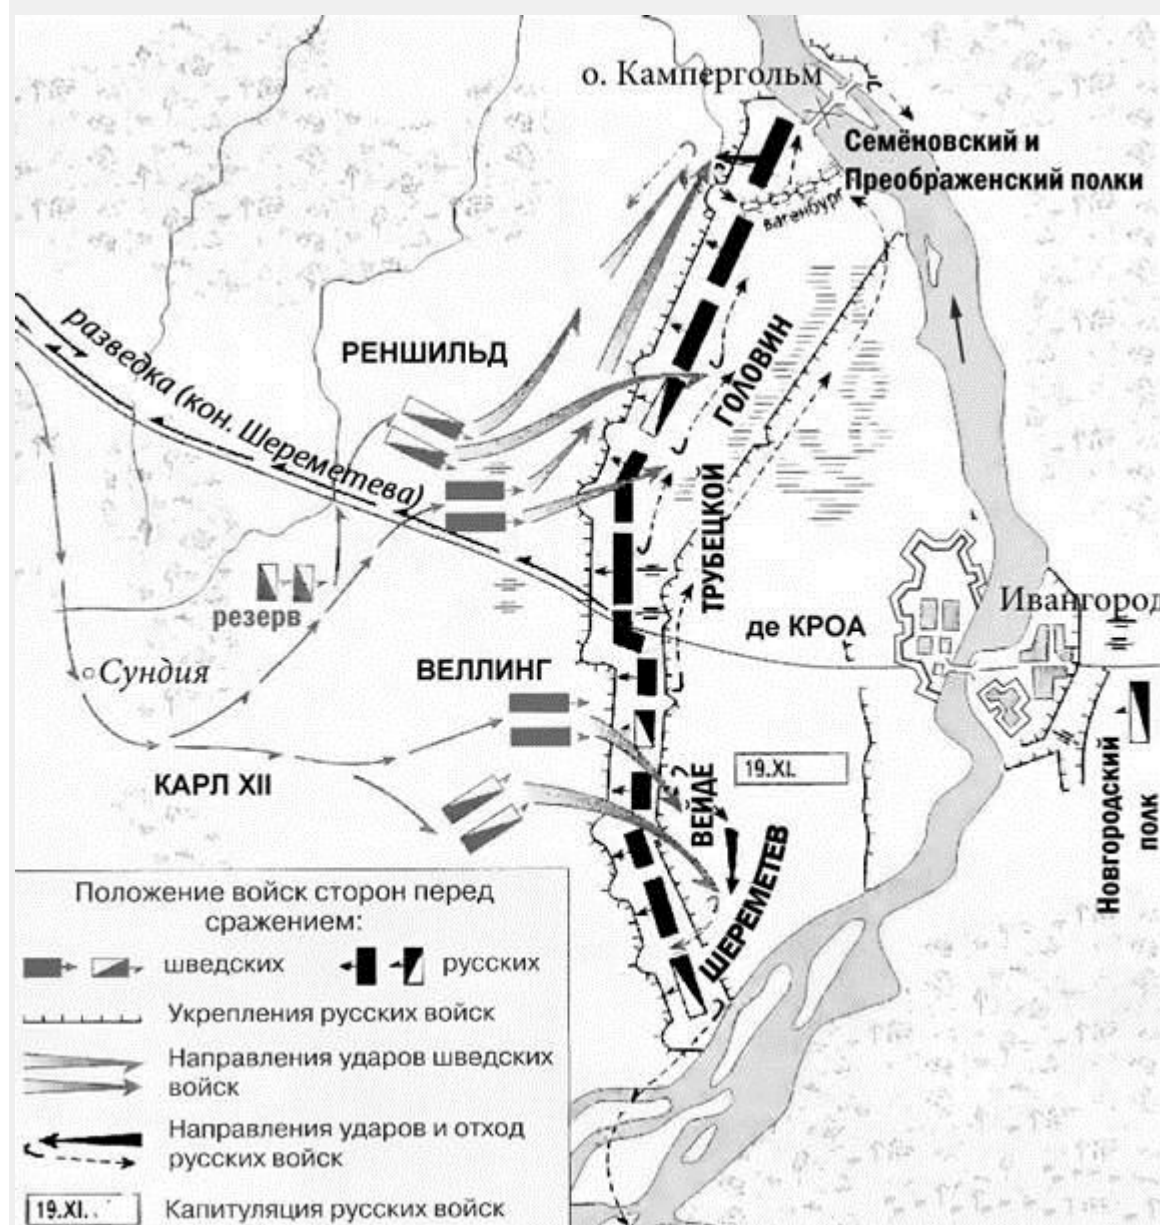 о. Кампергольм
Семёновский и
Преображенский полки
вагенбург
разведка (кон. Шереметева)
РЕНШИЛЬД
ГОЛОВИН
ТРУБЕЦКОЙ
резерв
Ивангород
де КРОА
Сундия
ВЕЛЛИНГ
КАРЛ XII
ВЕЙДЕ
19.XI.
ШЕРЕМЕТЕВ
Новгородский
полк
Положение войск сторон перед
сражением:
шведских
русских
Укрепления русских войск
Направления ударов шведских
войск
Направления ударов и отход
русских войск
19.XI.
Капитуляция русских войск